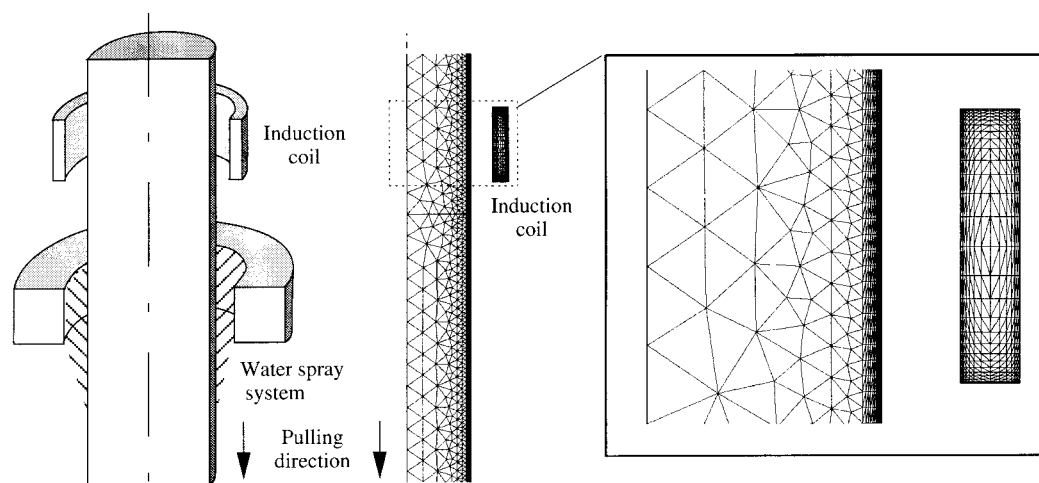 Induction
coil
Induction
coil
Water spray
system
Pulling
direction